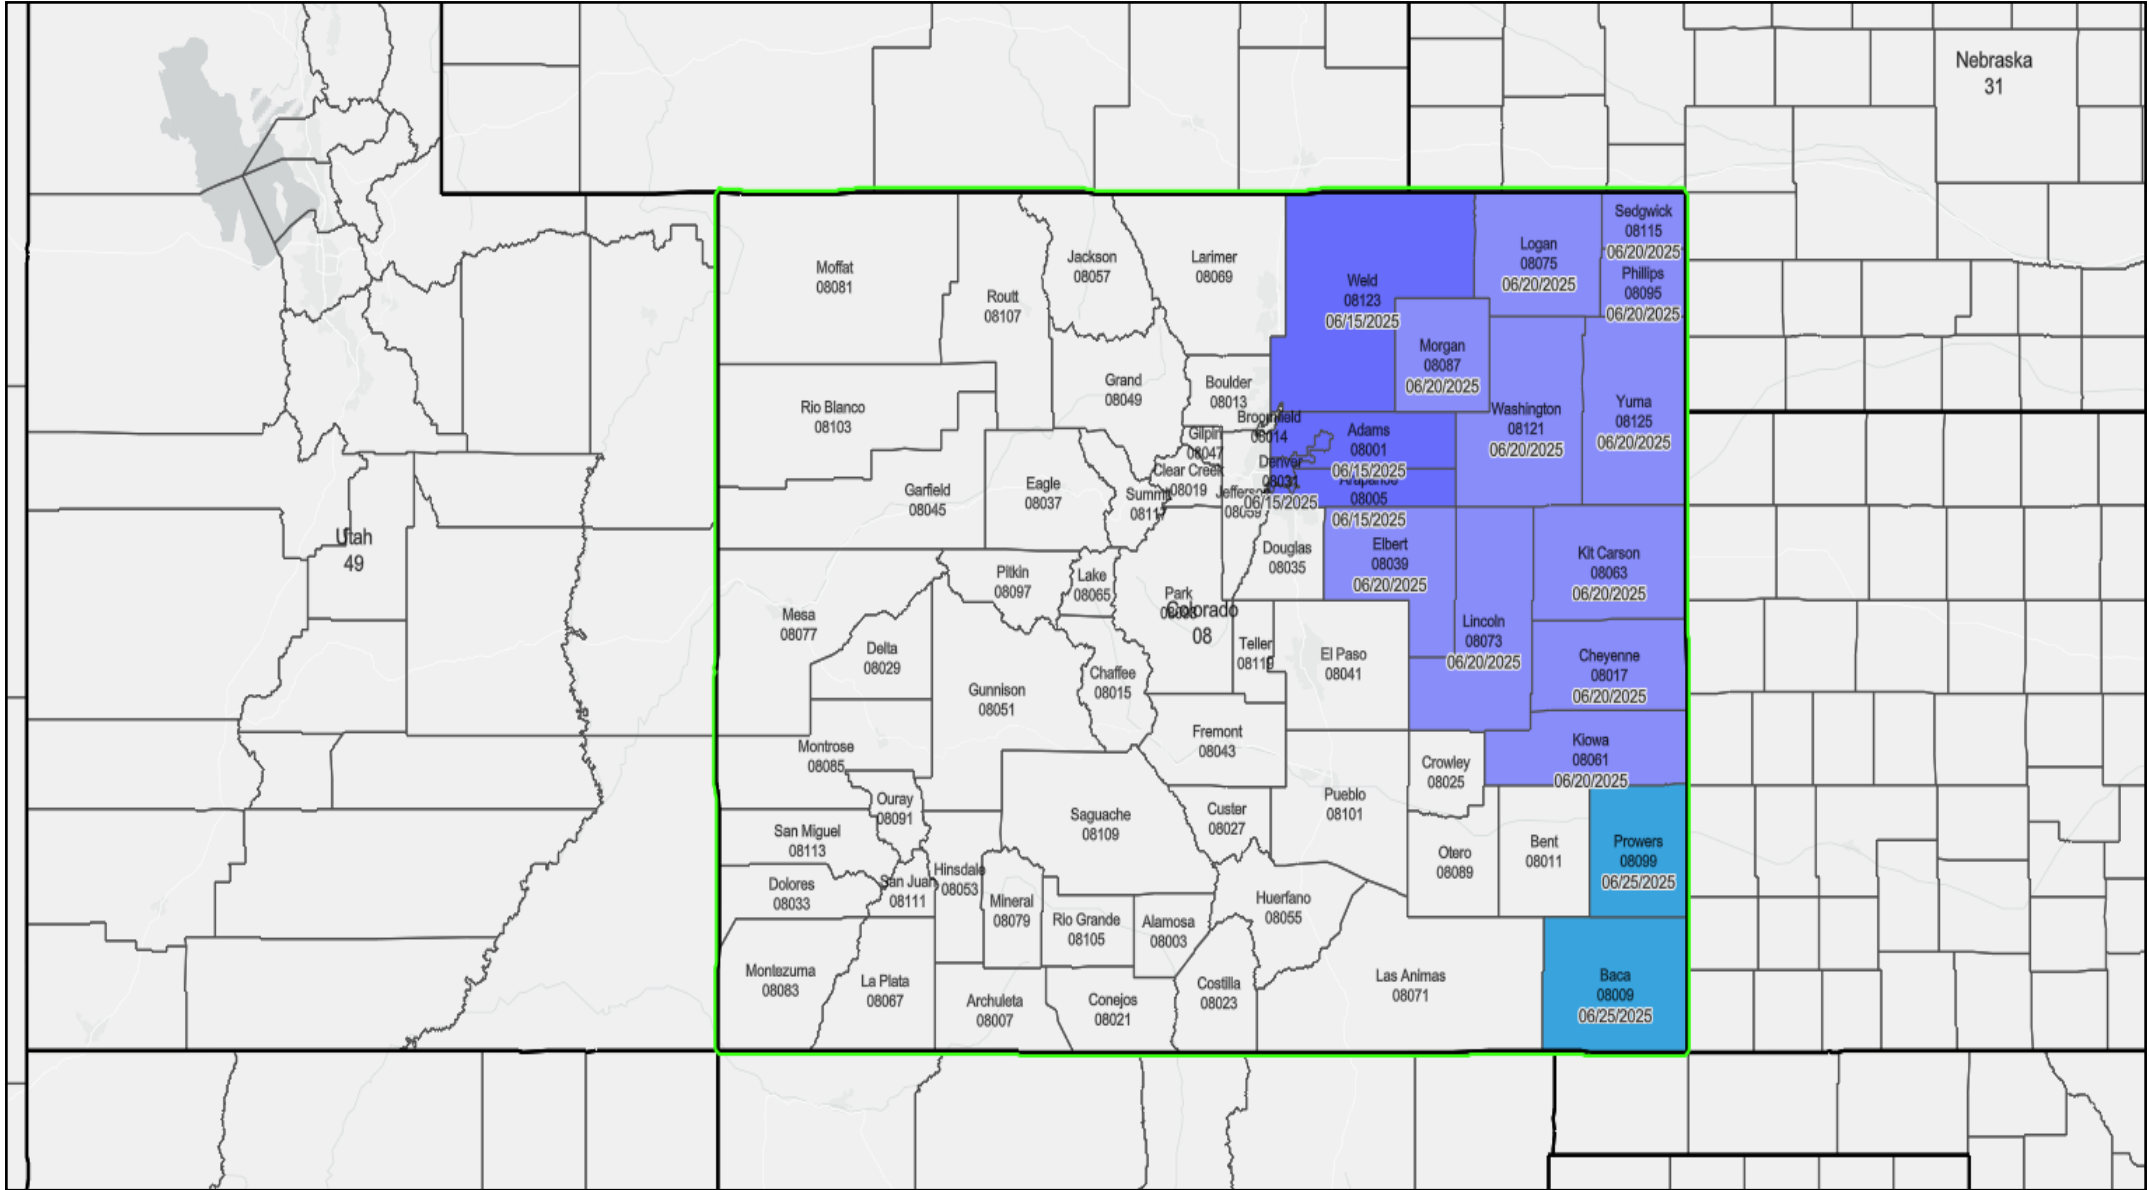 Nebraska
31
Utah
49
Colorado
08
Moffat
08081
Routt
08107
Jackson
08057
Larimer
08069
Weld
08123
06/15/2025
Logan
08075
06/20/2025
Sedgwick
08115
06/20/2025
Phillips
08095
06/20/2025
Morgan
08087
06/20/2025
Rio Blanco
08103
Grand
08049
Boulder
08013
Broomfield
08014
Gilpin
08047
Adams
08001
06/15/2025
Washington
08121
06/20/2025
Yuma
08125
06/20/2025
Garfield
08045
Eagle
08037
Summit
08117
Clear Creek
08019
Jefferson
08059
Denver
08031
06/15/2025
Arapahoe
08005
06/15/2025
Douglas
08035
Elbert
08039
06/20/2025
Kit Carson
08063
06/20/2025
Pitkin
08097
Lake
08065
Park
08093
Mesa
08077
Delta
08029
Gunnison
08051
Chaffee
08015
Teller
08119
El Paso
08041
Lincoln
08073
06/20/2025
Cheyenne
08017
06/20/2025
Montrose
08085
Fremont
08043
Crowley
08025
Kiowa
08061
06/20/2025
Ouray
08091
San Miguel
08113
Saguache
08109
Custer
08027
Pueblo
08101
Otero
08089
Bent
08011
Prowers
08099
06/25/2025
Dolores
08033
San Juan
08111
Hinsdale
08053
Mineral
08079
Rio Grande
08105
Alamosa
08003
Huerfano
08055
Montezuma
08083
La Plata
08067
Archuleta
08007
Conejos
08021
Costilla
08023
Las Animas
08071
Baca
08009
06/25/2025